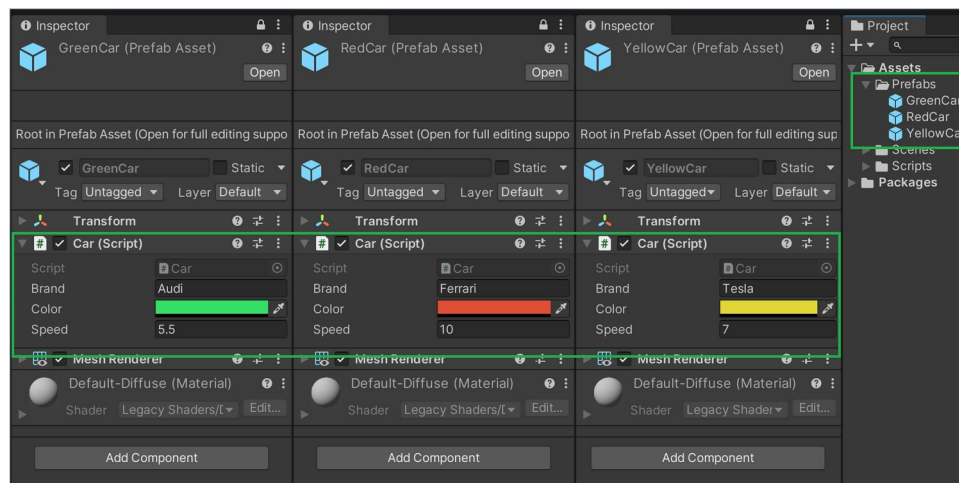 Inspector
GreenCar (Prefab Asset)
Open
Root in Prefab Asset (Open for full editing suppo
GreenCar
Static
Tag Untagged Layer Default
Transform
# Car (Script)
Script # Car
Brand Audi
Color
Speed 5.5
Mesh Renderer
Default-Diffuse (Material)
Shader Legacy Shaders/[ Edit...
Add Component
Inspector
RedCar (Prefab Asset)
Open
Root in Prefab Asset (Open for full editing suppo
RedCar
Static
Tag Untagged Layer Default
Transform
# Car (Script)
Script # Car
Brand Ferrari
Color
Speed 10
Mesh Renderer
Default-Diffuse (Material)
Shader Legacy Shaders/[ Edit...
Add Component
Inspector
YellowCar (Prefab Asset)
Open
Root in Prefab Asset (Open for full editing sup
YellowCar
Static
Tag Untagged Layer Default
Transform
# Car (Script)
Script # Car
Brand Tesla
Color
Speed 7
Mesh Renderer
Default-Diffuse (Material)
Shader Legacy Shader Edit...
Add Component
Project
Assets
Prefabs
GreenCar
RedCar
YellowCa
Scenes
Scripts
Packages